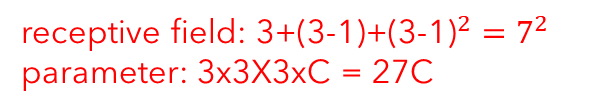 receptive field: 3+(3-1)+(3-1)² = 7²
parameter: 3x3X3xC = 27C